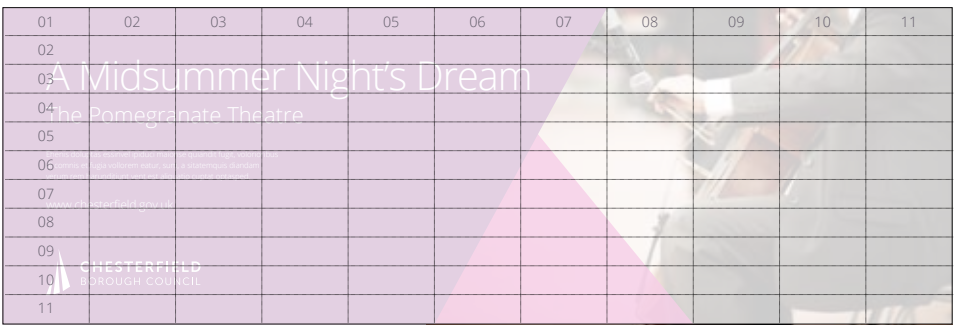 01 02 03 04 05 06 07 08 09 10 11
02
03
A Midsummer Night's Dream
04
The Pomegranate Theatre
05
06
07
www.chesterfield.gov.uk
08
09
CHESTERFIELD
10
BOROUGH COUNCIL
11